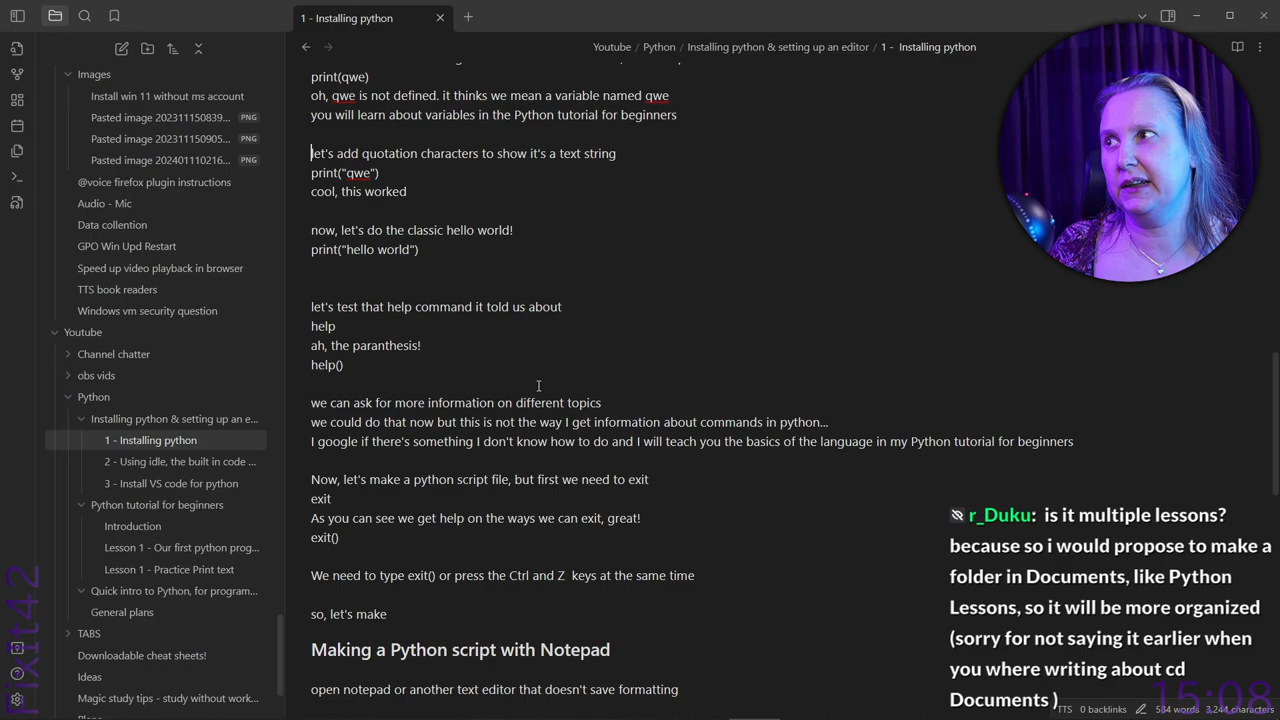 1 - Installing python
Youtube / Python / Installing python & setting up an editor / 1 - Installing python
Images
Install win 11 without ms account
Pasted image 202311150839... PNG
Pasted image 202311150905... PNG
Pasted image 202401110216... PNG
@voice firefox plugin instructions
Audio - Mic
Data collention
GPO Win Upd Restart
Speed up video playback in browser
TTS book readers
Windows vm security question
Youtube
Channel chatter
obs vids
Python
Installing python & setting up an e...
1 - Installing python
2 - Using idle, the built in code ...
3 - Install VS code for python
Python tutorial for beginners
Introduction
Lesson 1 - Our first python prog...
Lesson 1 - Practice Print text
Quick intro to Python, for program...
General plans
TABS
Downloadable cheat sheets!
Ideas
Magic study tips - study without work...
print(qwe)
oh, qwe is not defined. it thinks we mean a variable named qwe
you will learn about variables in the Python tutorial for beginners
let's add quotation characters to show it's a text string
print("qwe")
cool, this worked
now, let's do the classic hello world!
print("hello world")
let's test that help command it told us about
help
ah, the paranthesis!
help()
we can ask for more information on different topics
we could do that now but this is not the way I get information about commands in python...
I google if there's something I don't know how to do and I will teach you the basics of the language in my Python tutorial for beginners
Now, let's make a python script file, but first we need to exit
exit
As you can see we get help on the ways we can exit, great!
exit()
We need to type exit() or press the Ctrl and Z keys at the same time
so, let's make
Making a Python script with Notepad
open notepad or another text editor that doesn't save formatting
r_Duku: is it multiple lessons?
because so i would propose to make a
folder in Documents, like Python
Lessons, so it will be more organized
(sorry for not saying it earlier when
you where writing about cd
Documents )
TTS 0 backlinks 584 words 3,244 characters
15:08
Fixit42